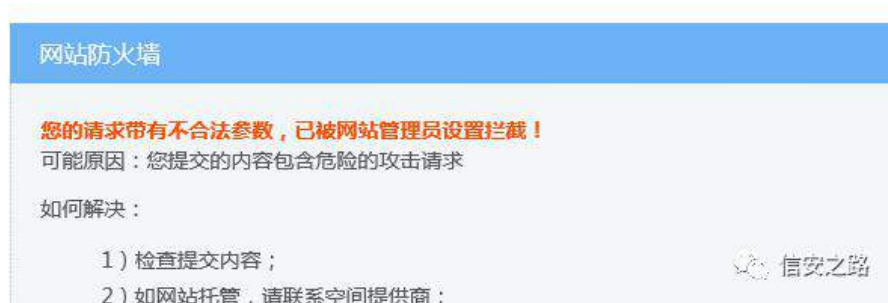 网站防火墙
您的请求带有不合法参数，已被网站管理员设置拦截！
可能原因：您提交的内容包含危险的攻击请求
如何解决：
1）检查提交内容；
2）如网站托管，请联系空间提供商；
信安之路